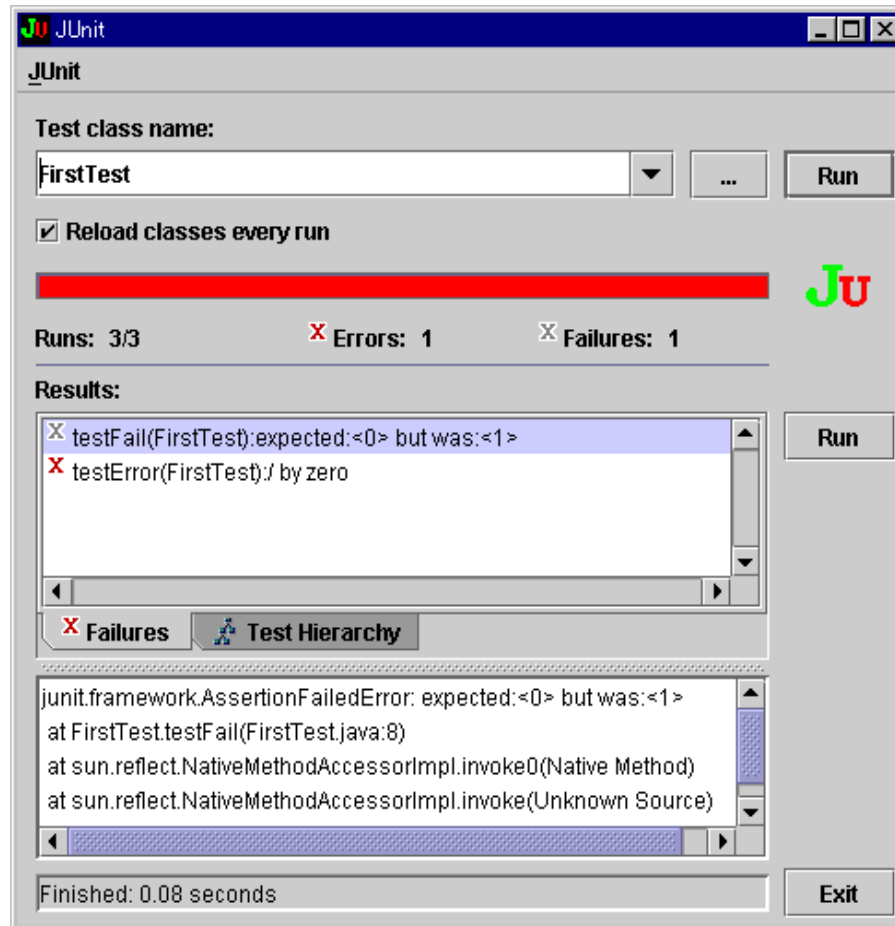 JU JUnit
JUnit
Test class name:
FirstTest ... Run
Reload classes every run
JU
Runs: 3/3 X Errors: 1 X Failures: 1
Results:
X testFail(FirstTest):expected:<0> but was:<1> Run
X testError(FirstTest):/ by zero
X Failures Test Hierarchy
junit.framework.AssertionFailedError: expected:<0> but was:<1>
at FirstTest.testFail(FirstTest.java:8)
at sun.reflect.NativeMethodAccessorImpl.invoke0(Native Method)
at sun.reflect.NativeMethodAccessorImpl.invoke(Unknown Source)
Finished: 0.08 seconds Exit